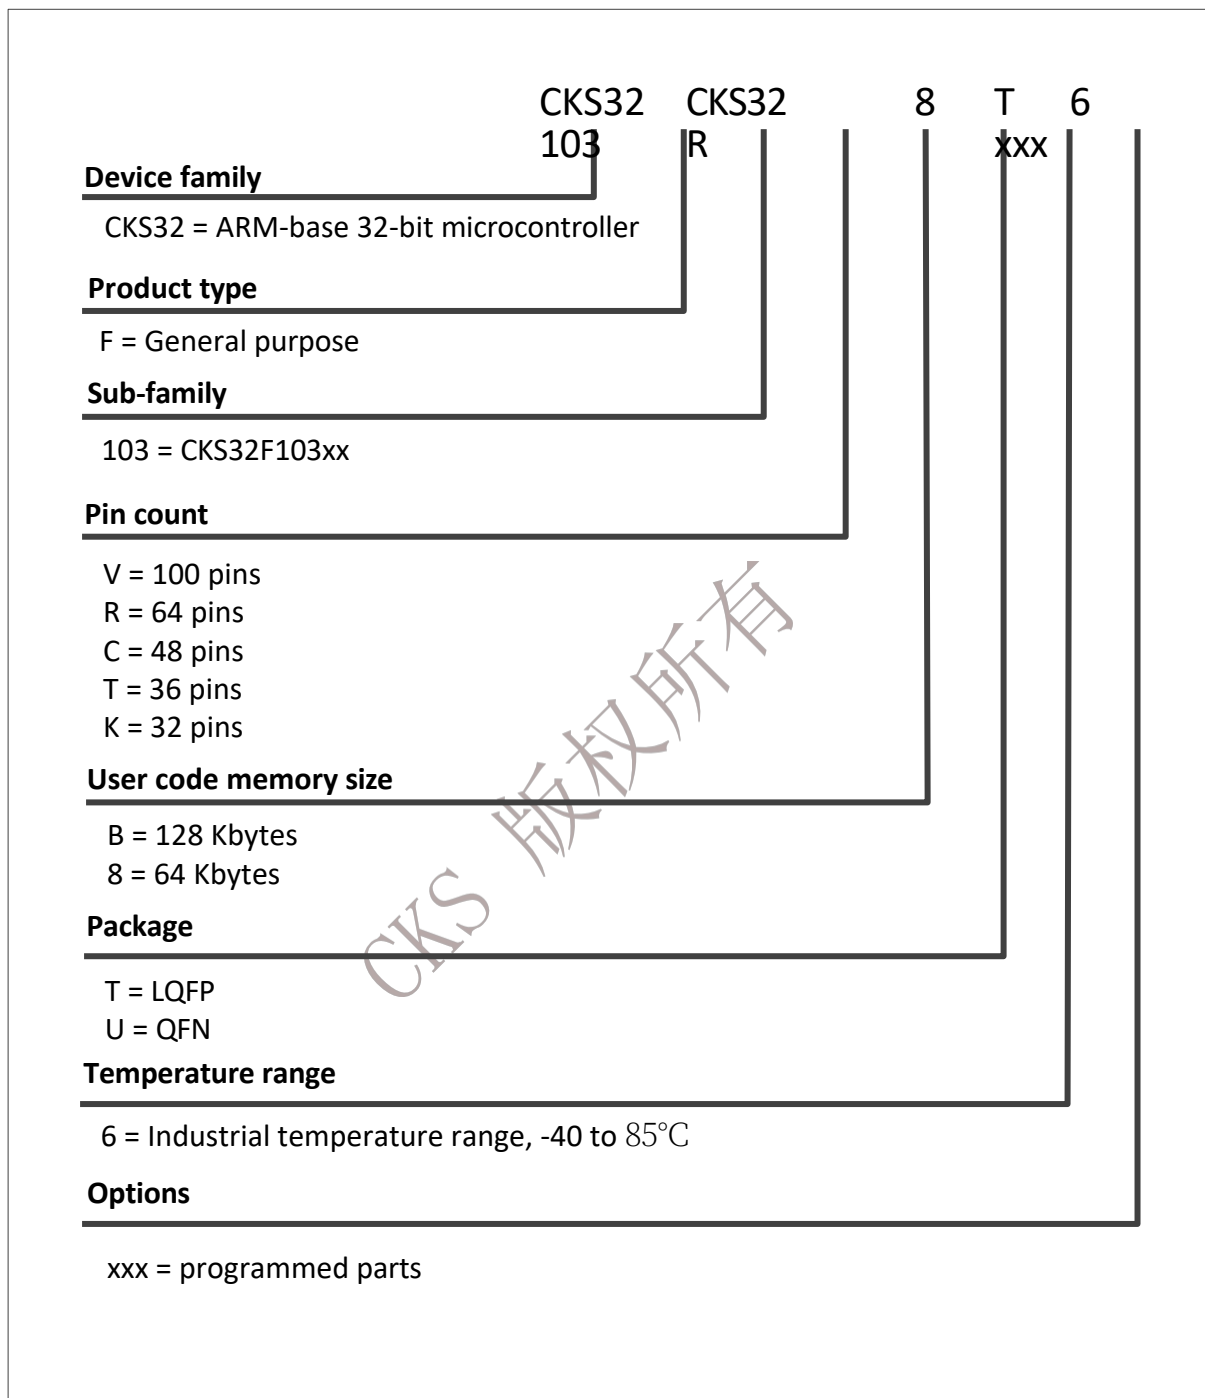 CKS32 CKS32 8 T 6
103 R xxx
Device family
CKS32 = ARM-base 32-bit microcontroller
Product type
F = General purpose
Sub-family
103 = CKS32F103xx
Pin count
V = 100 pins
R = 64 pins
C = 48 pins
T = 36 pins
K = 32 pins
User code memory size
B = 128 Kbytes
8 = 64 Kbytes
Package
T = LQFP
U = QFN
Temperature range
6 = Industrial temperature range, -40 to 85°C
Options
xxx = programmed parts
CKS 版权所有